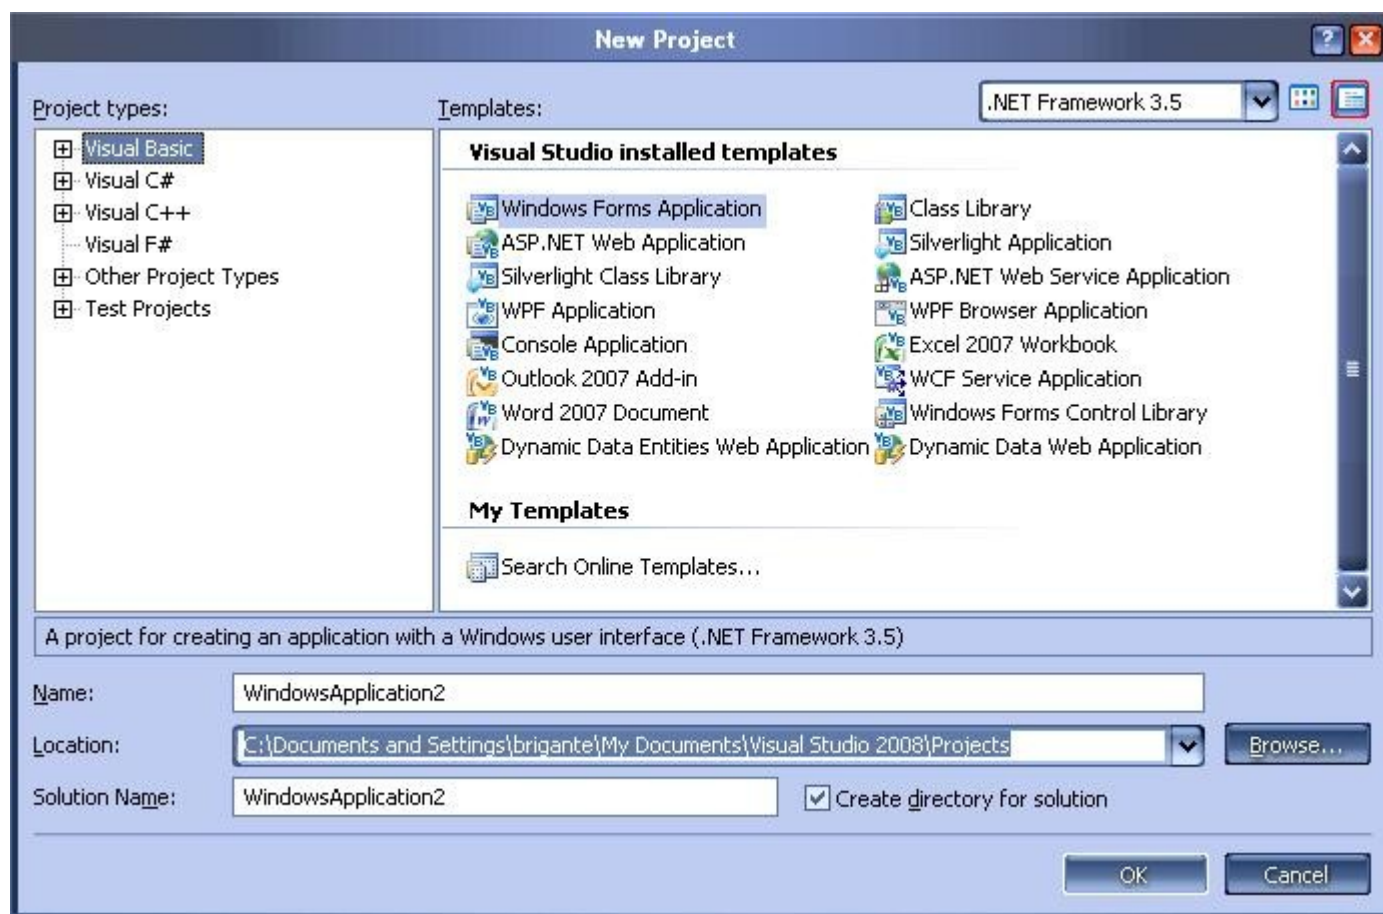 New Project
Project types:
Templates:
.NET Framework 3.5
Visual Basic
Visual C#
Visual C++
Visual F#
Other Project Types
Test Projects
Visual Studio installed templates
Windows Forms Application
Class Library
ASP.NET Web Application
Silverlight Application
Silverlight Class Library
ASP.NET Web Service Application
WPF Application
WPF Browser Application
Console Application
Excel 2007 Workbook
Outlook 2007 Add-in
WCF Service Application
Word 2007 Document
Windows Forms Control Library
Dynamic Data Entities Web Application
Dynamic Data Web Application
My Templates
Search Online Templates...
A project for creating an application with a Windows user interface (.NET Framework 3.5)
Name:
WindowsApplication2
Location:
C:\Documents and Settings\brigante\My Documents\Visual Studio 2008\Projects
Browse...
Solution Name:
WindowsApplication2
Create directory for solution
OK
Cancel